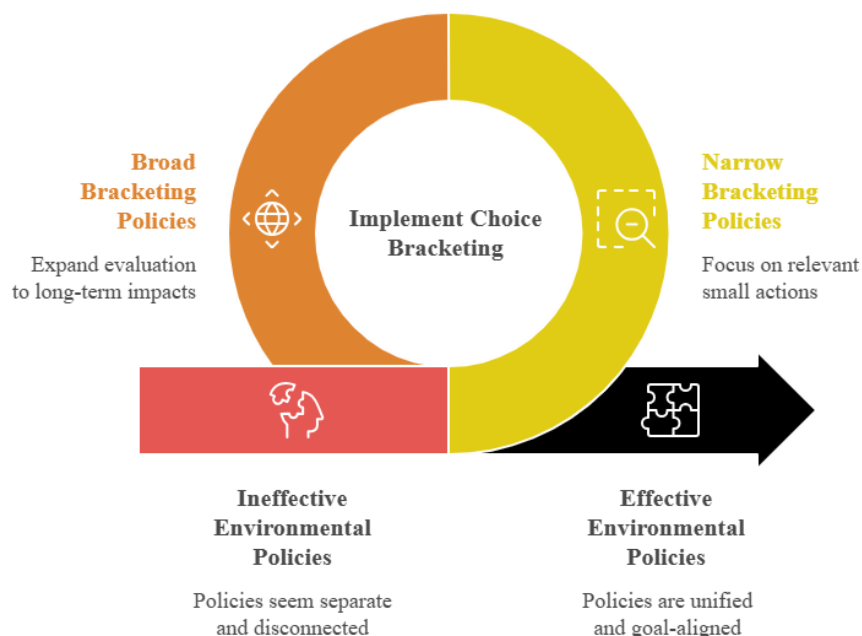 Broad
Bracketing
Policies
Expand evaluation
to long-term impacts
Implement Choice
Bracketing
Narrow
Bracketing
Policies
Focus on relevant
small actions
Ineffective
Environmental
Policies
Policies seem separate
and disconnected
Effective
Environmental
Policies
Policies are unified
and goal-aligned